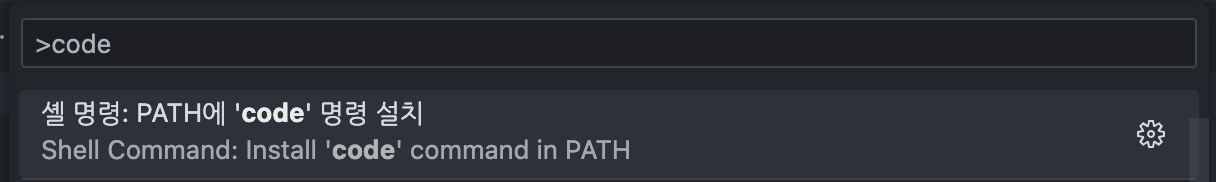 >code
셸 명령: PATH에 'code' 명령 설치
Shell Command: Install 'code' command in PATH